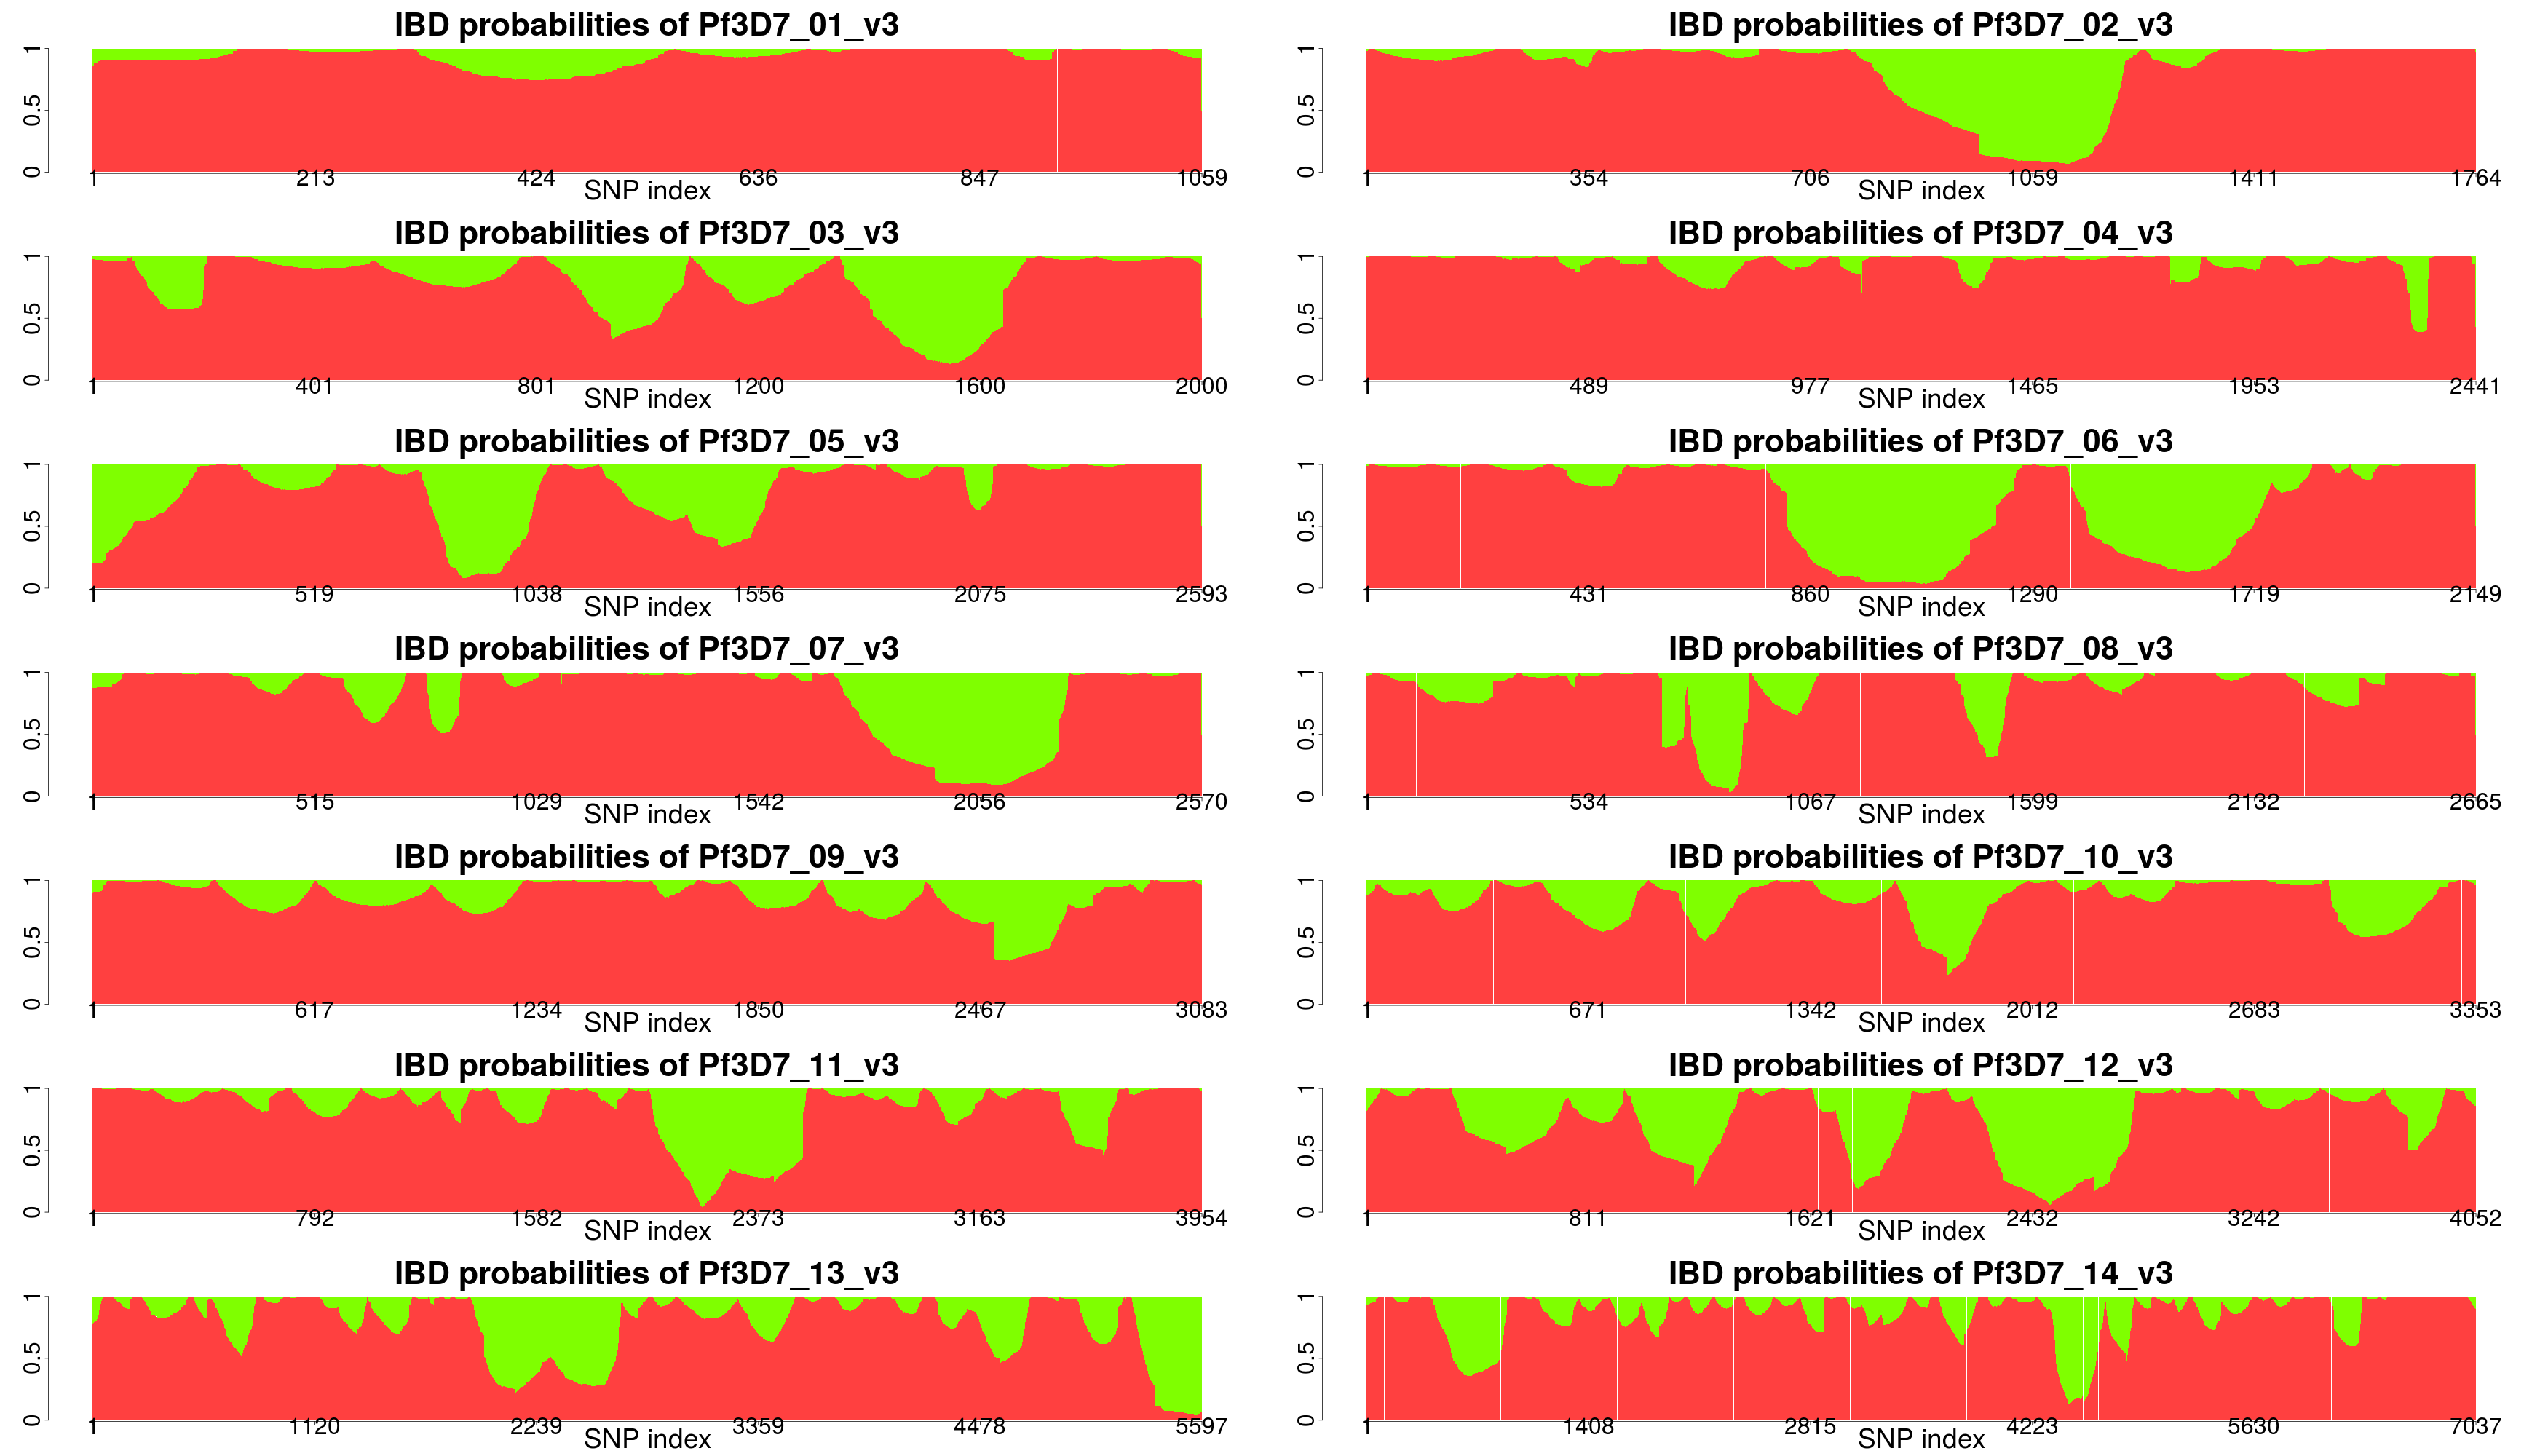 IBD probabilities of Pf3D7_01_v3
0 0.5 1
1 213 424 636 847 1059
SNP index
IBD probabilities of Pf3D7_02_v3
0 0.5 1
1 354 706 1059 1411 1764
SNP index
IBD probabilities of Pf3D7_03_v3
0 0.5 1
1 401 801 1200 1600 2000
SNP index
IBD probabilities of Pf3D7_04_v3
0 0.5 1
1 489 977 1465 1953 2441
SNP index
IBD probabilities of Pf3D7_05_v3
0 0.5 1
1 519 1038 1556 2075 2593
SNP index
IBD probabilities of Pf3D7_06_v3
0 0.5 1
1 431 860 1290 1719 2149
SNP index
IBD probabilities of Pf3D7_07_v3
0 0.5 1
1 515 1029 1542 2056 2570
SNP index
IBD probabilities of Pf3D7_08_v3
0 0.5 1
1 534 1067 1599 2132 2665
SNP index
IBD probabilities of Pf3D7_09_v3
0 0.5 1
1 617 1234 1850 2467 3083
SNP index
IBD probabilities of Pf3D7_10_v3
0 0.5 1
1 671 1342 2012 2683 3353
SNP index
IBD probabilities of Pf3D7_11_v3
0 0.5 1
1 792 1582 2373 3163 3954
SNP index
IBD probabilities of Pf3D7_12_v3
0 0.5 1
1 811 1621 2432 3242 4052
SNP index
IBD probabilities of Pf3D7_13_v3
0 0.5 1
1 1120 2239 3359 4478 5597
SNP index
IBD probabilities of Pf3D7_14_v3
0 0.5 1
1 1408 2815 4223 5630 7037
SNP index